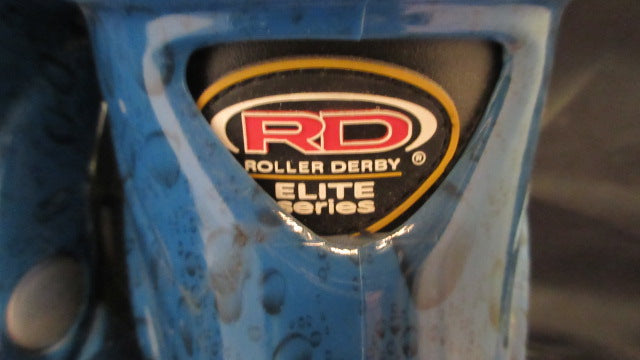 RD
ROLLER DERBY ®
ELITE
series